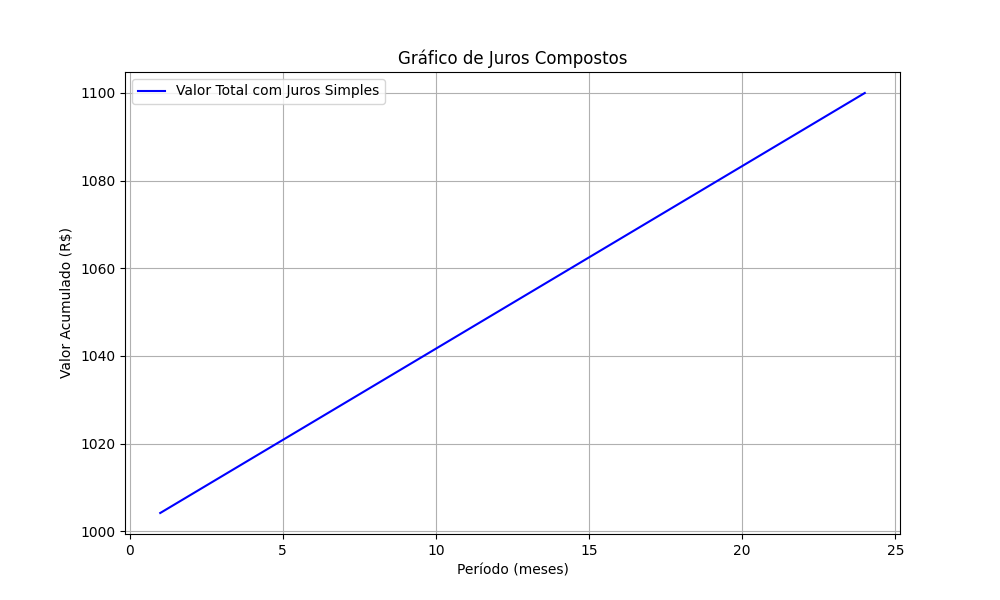 Gráfico de Juros Compostos
Valor Total com Juros Simples
1100
1080
1060
1040
1020
1000
Valor Acumulado (R$)
0 5 10 15 20 25
Período (meses)